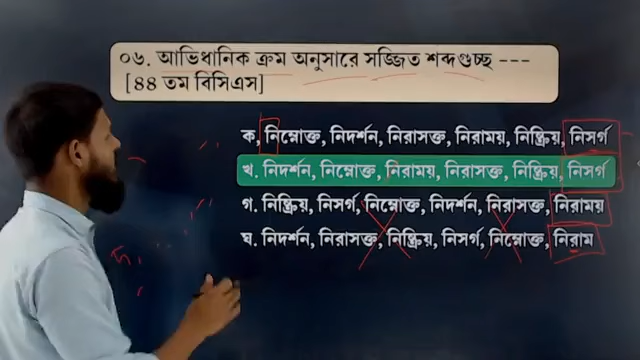 ০৬. আভিধানিক ক্রম অনুসারে সজ্জিত শব্দগুচ্ছ ---
[৪৪ তম বিসিএস]
ক, নিম্নোক্ত, নিদর্শন, নিরাসক্ত, নিরাময়, নিষ্ক্রিয়, নিসর্গ
খ. নিদর্শন, নিম্নোক্ত, নিরাময়, নিরাসক্ত, নিষ্ক্রিয়, নিসর্গ
গ. নিষ্ক্রিয়, নিসর্গ, নিম্নোক্ত, নিদর্শন, নিরাসক্ত, নিরাময়
ঘ. নিদর্শন, নিরাসক্ত, নিষ্ক্রিয়, নিসর্গ, নিম্নোক্ত, নিরাম